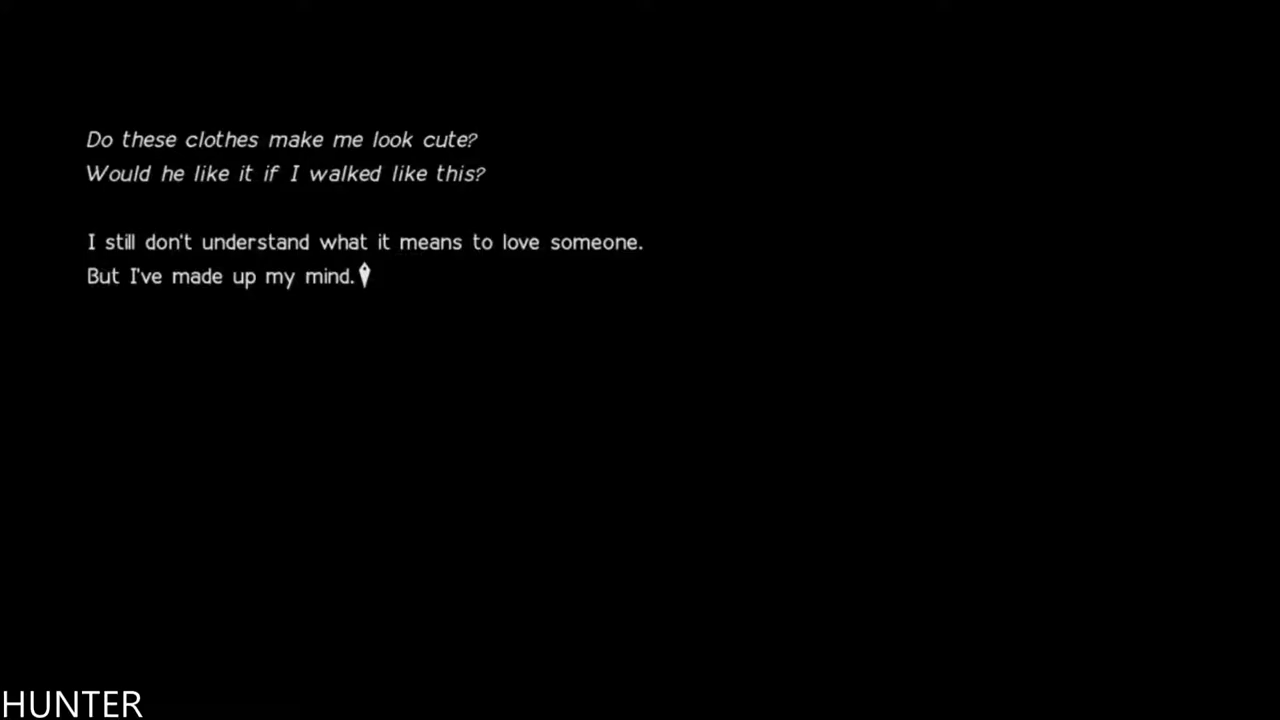 Do these clothes make me look cute?
Would he like it if I walked like this?
I still don't understand what it means to love someone.
But I've made up my mind.
HUNTER